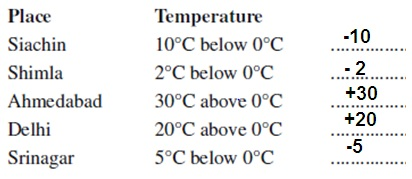 Place Temperature
Siachin 10°C below 0°C -10
Shimla 2°C below 0°C - 2
Ahmedabad 30°C above 0°C +30
Delhi 20°C above 0°C +20
Srinagar 5°C below 0°C -5